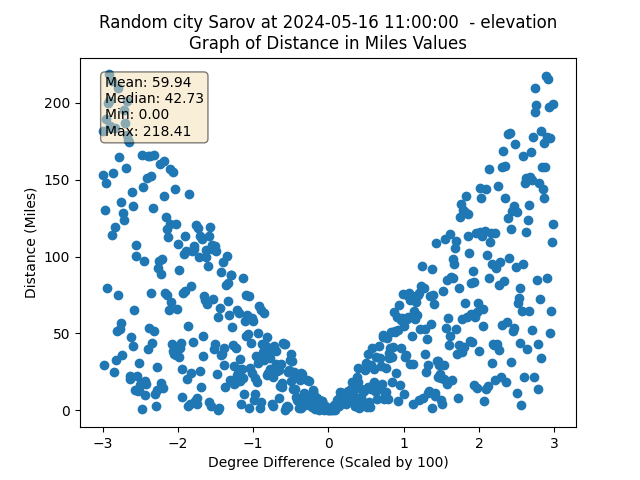 Random city Sarov at 2024-05-16 11:00:00  - elevation
Graph of Distance in Miles Values
Mean: 59.94
Median: 42.73
Min: 0.00
Max: 218.41
200
150
100
50
0
Distance (Miles)
−3 −2 −1 0 1 2 3
Degree Difference (Scaled by 100)